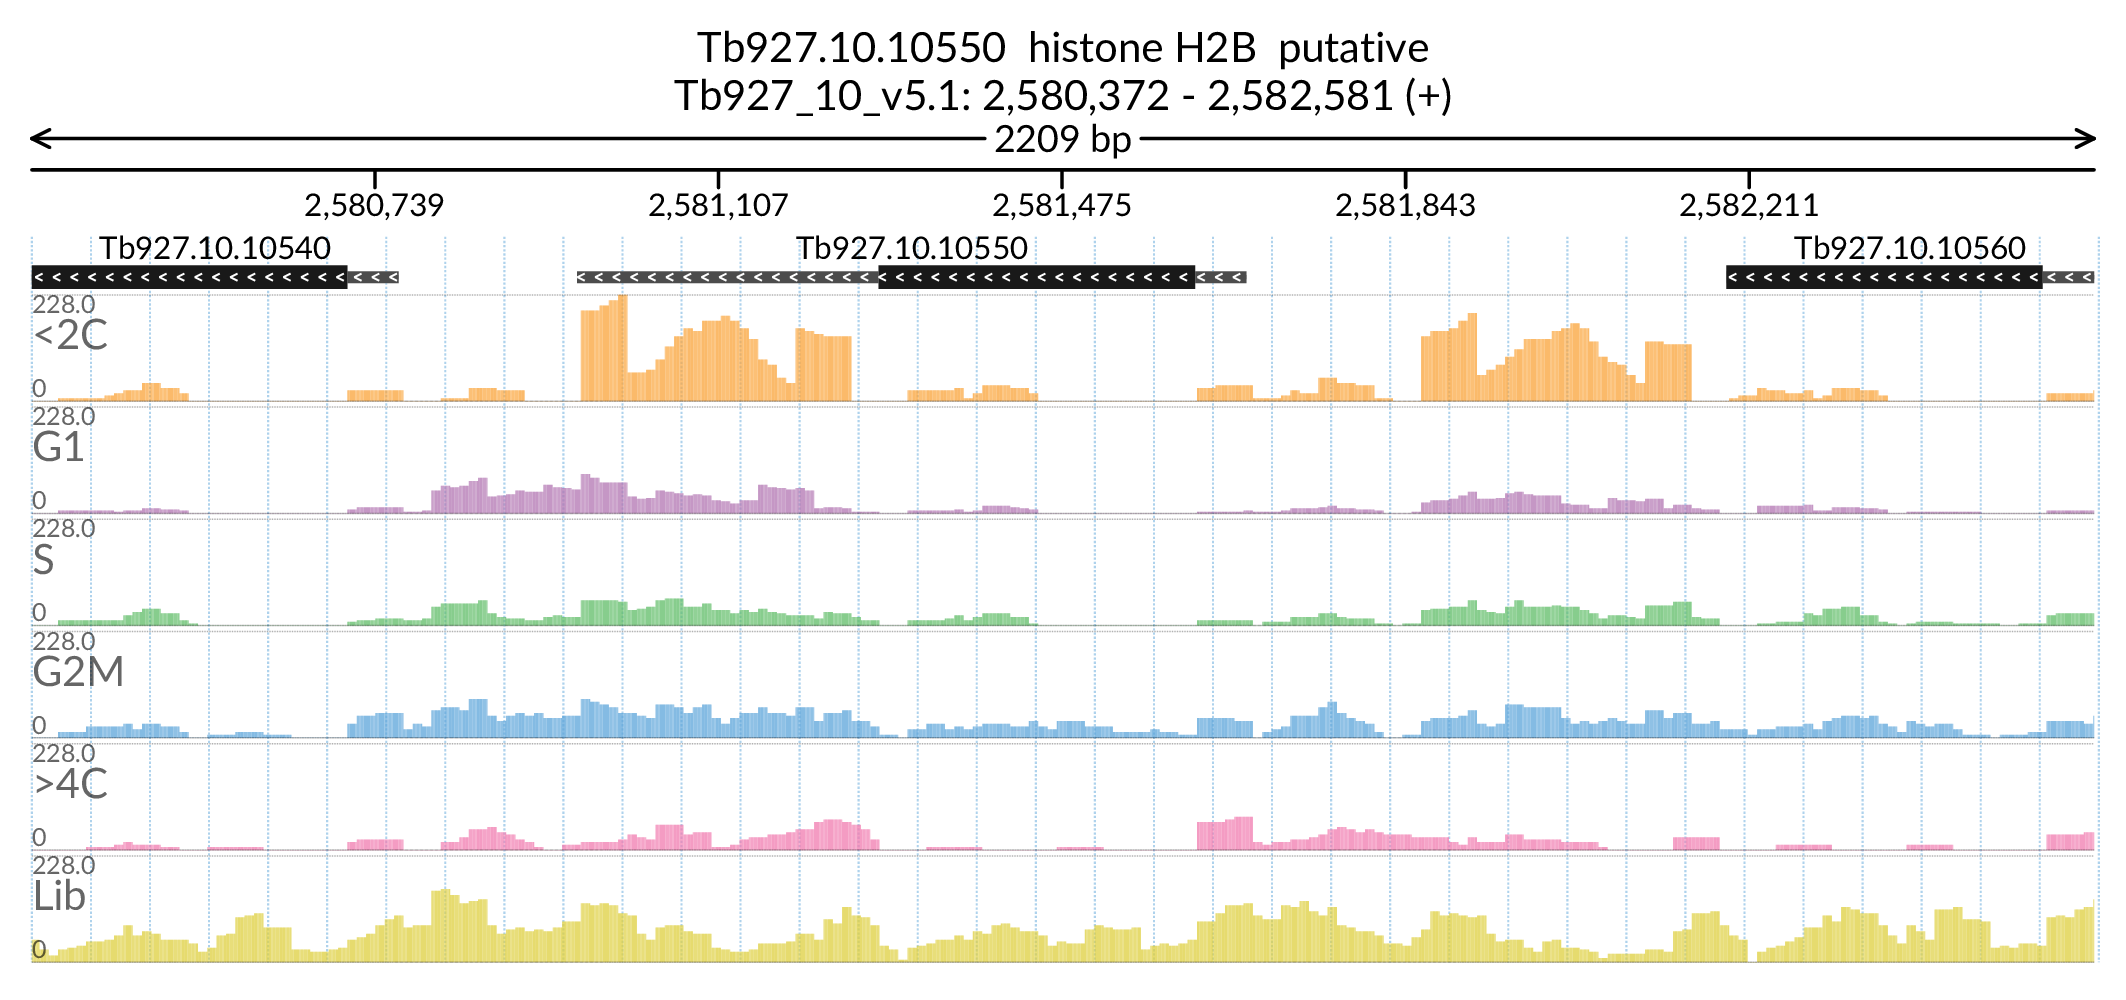 Tb927.10.10550  histone H2B  putative
Tb927_10_v5.1: 2,580,372 - 2,582,581 (+)
2209 bp
2,580,739 2,581,107 2,581,475 2,581,843 2,582,211
Tb927.10.10540 Tb927.10.10550 Tb927.10.10560
228.0
<2C
0
228.0
G1
0
228.0
S
0
228.0
G2M
0
228.0
>4C
0
228.0
Lib
0